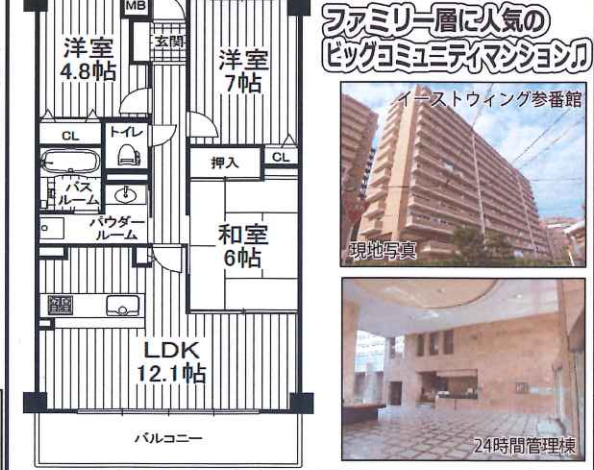 MB
玄関
洋室
4.8帖
洋室
7帖
CL
トイレ
押入
CL
バス
ルーム
パウダー
ルーム
和室
6帖
LDK
12.1帖
バルコニー
ファミリー層に人気の
ビッグコミュニティマンション♫
イーストウィング参番館
現地写真
24時間管理棟